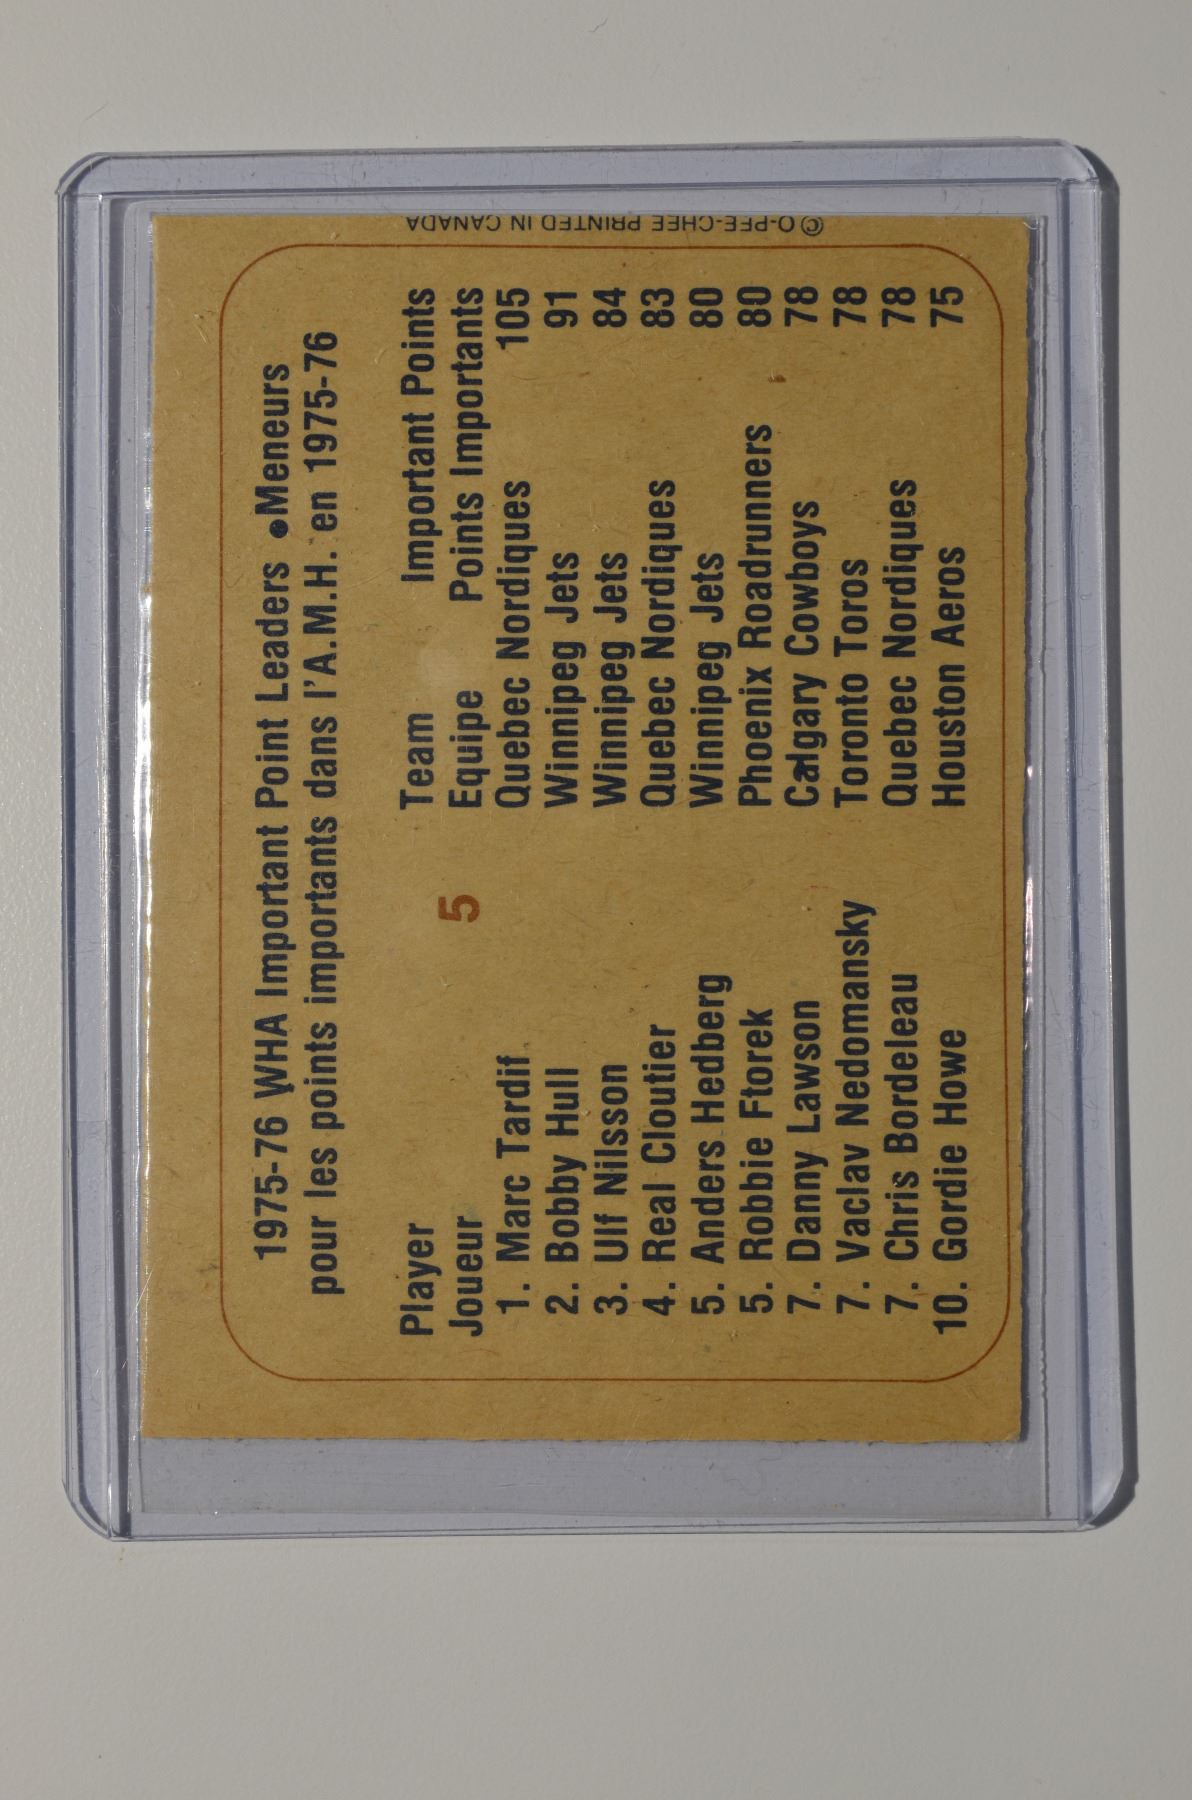 1975-76 WHA Important Point Leaders ●Meneurs
pour les points importants dans l'A.M.H. en 1975-76
Player Team Important Points
Joueur 5 Equipe Points Importants
1. Marc Tardif Quebec Nordiques 105
2. Bobby Hull Winnipeg Jets 91
3. Ulf Nilsson Winnipeg Jets 84
4. Real Cloutier Quebec Nordiques 83
5. Anders Hedberg Winnipeg Jets 80
5. Robbie Ftorek Phoenix Roadrunners 80
7. Danny Lawson Calgary Cowboys 78
7. Vaclav Nedomansky Toronto Toros 78
7. Chris Bordeleau Quebec Nordiques 78
10. Gordie Howe Houston Aeros 75
© O-PEE-CHEE PRINTED IN CANADA